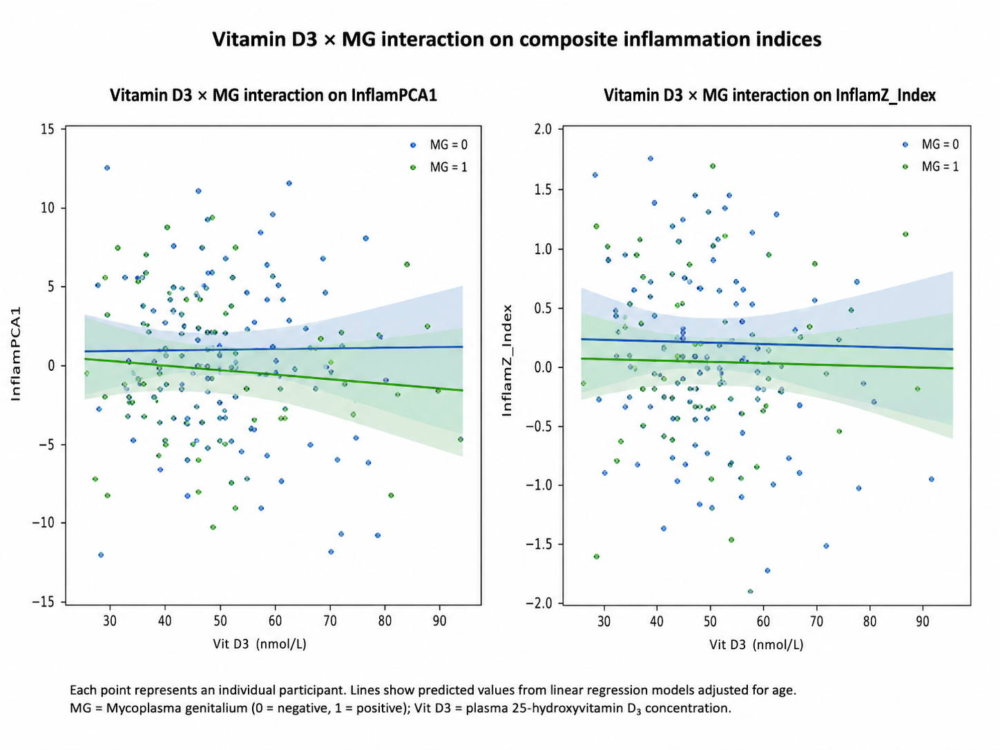 Vitamin D3 × MG interaction on composite inflammation indices
Vitamin D3 × MG interaction on InflamPCA1
InflamPCA1
15
10
5
0
−5
−10
−15
MG = 0
MG = 1
30 40 50 60 70 80 90
Vit D3 (nmol/L)
Vitamin D3 × MG interaction on InflamZ_Index
InflamZ_Index
2.0
1.5
1.0
0.5
0.0
−0.5
−1.0
−1.5
−2.0
MG = 0
MG = 1
30 40 50 60 70 80 90
Vit D3 (nmol/L)
Each point represents an individual participant. Lines show predicted values from linear regression models adjusted for age.
MG = Mycoplasma genitalium (0 = negative, 1 = positive); Vit D3 = plasma 25-hydroxyvitamin D₃ concentration.